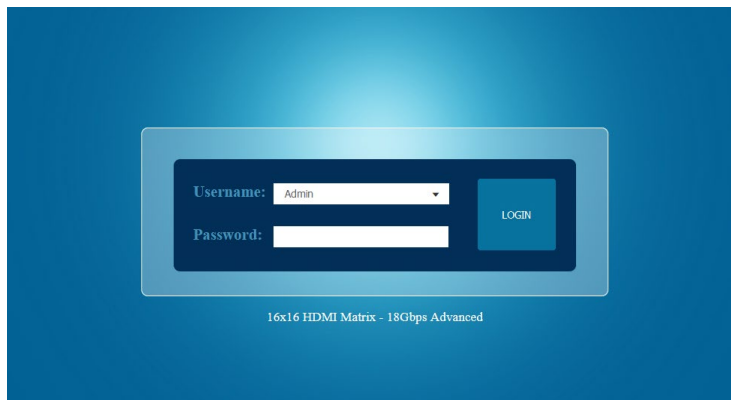 Username: Admin
LOGIN
Password:
16x16 HDMI Matrix - 18Gbps Advanced